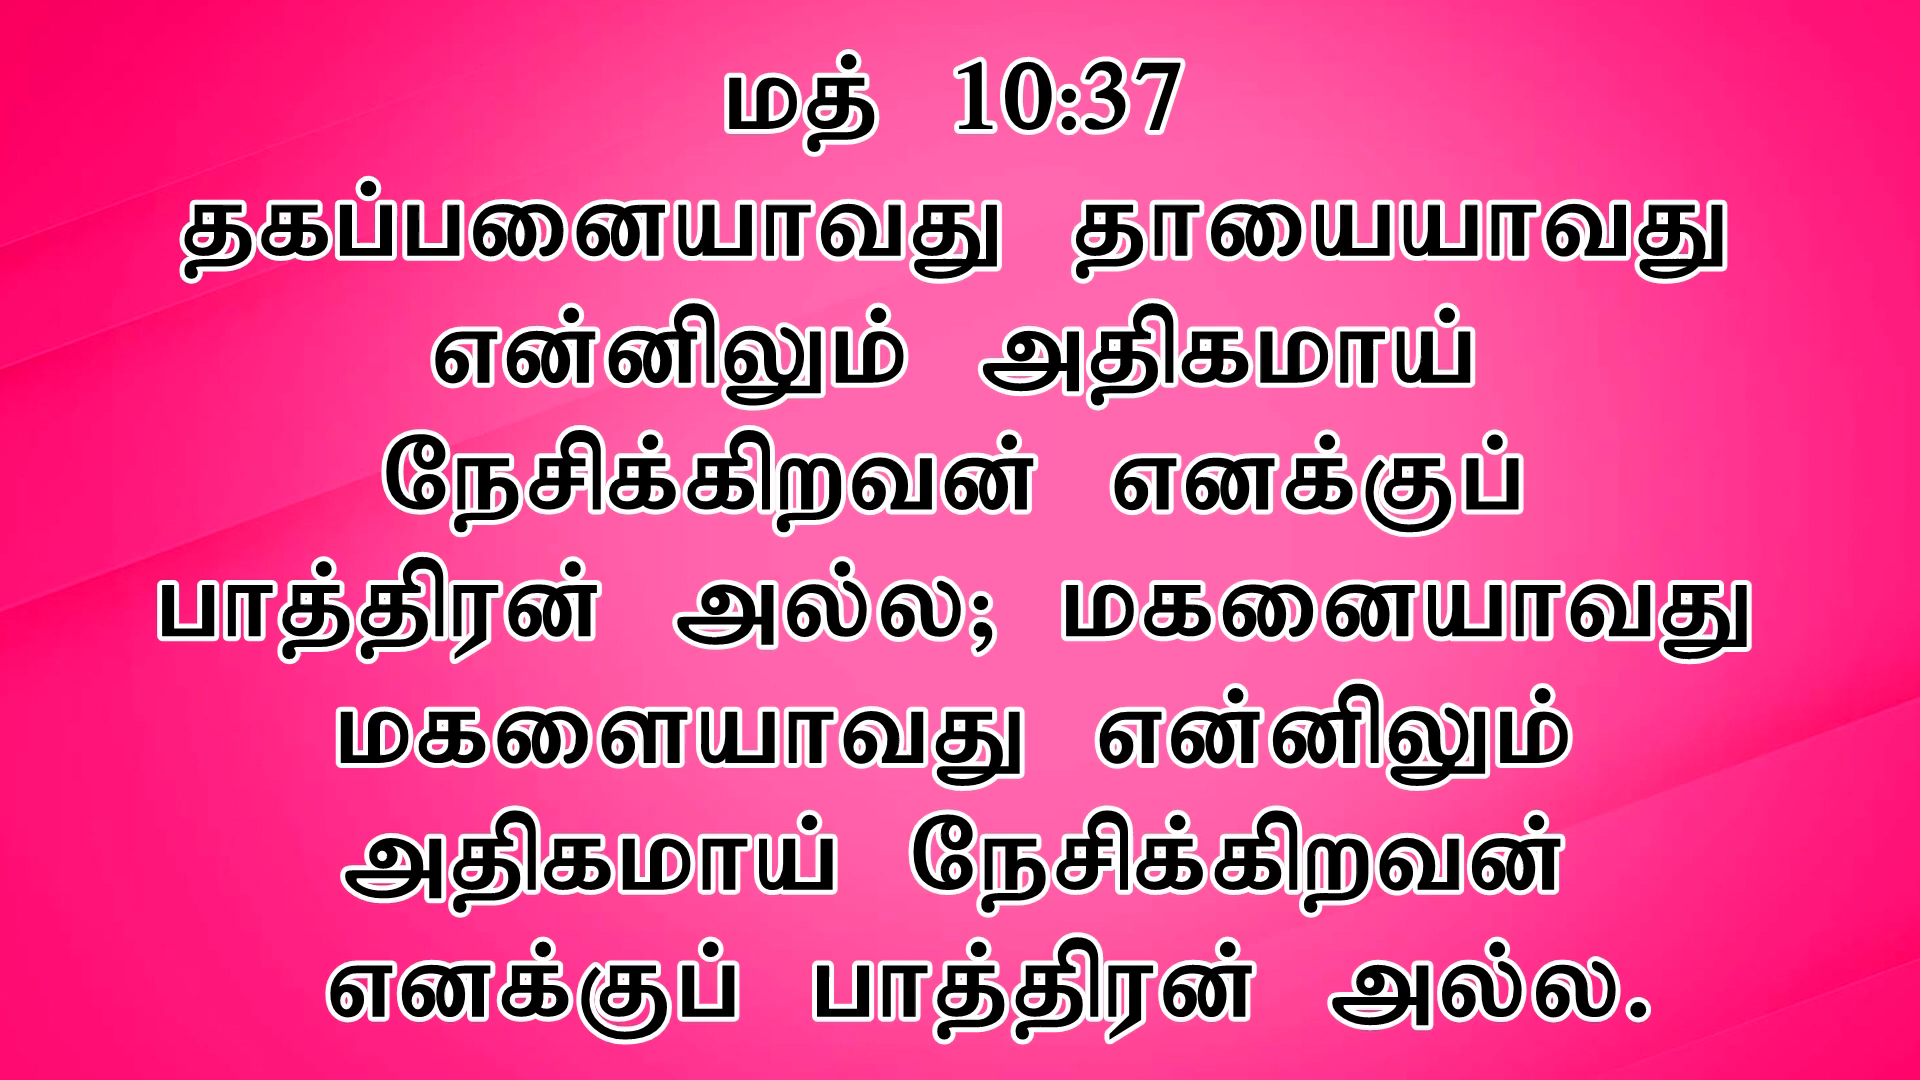 மத் 10:37
தகப்பனையாவது தாயையாவது
என்னிலும் அதிகமாய்
நேசிக்கிறவன் எனக்குப்
பாத்திரன் அல்ல; மகனையாவது
மகளையாவது என்னிலும்
அதிகமாய் நேசிக்கிறவன்
எனக்குப் பாத்திரன் அல்ல.